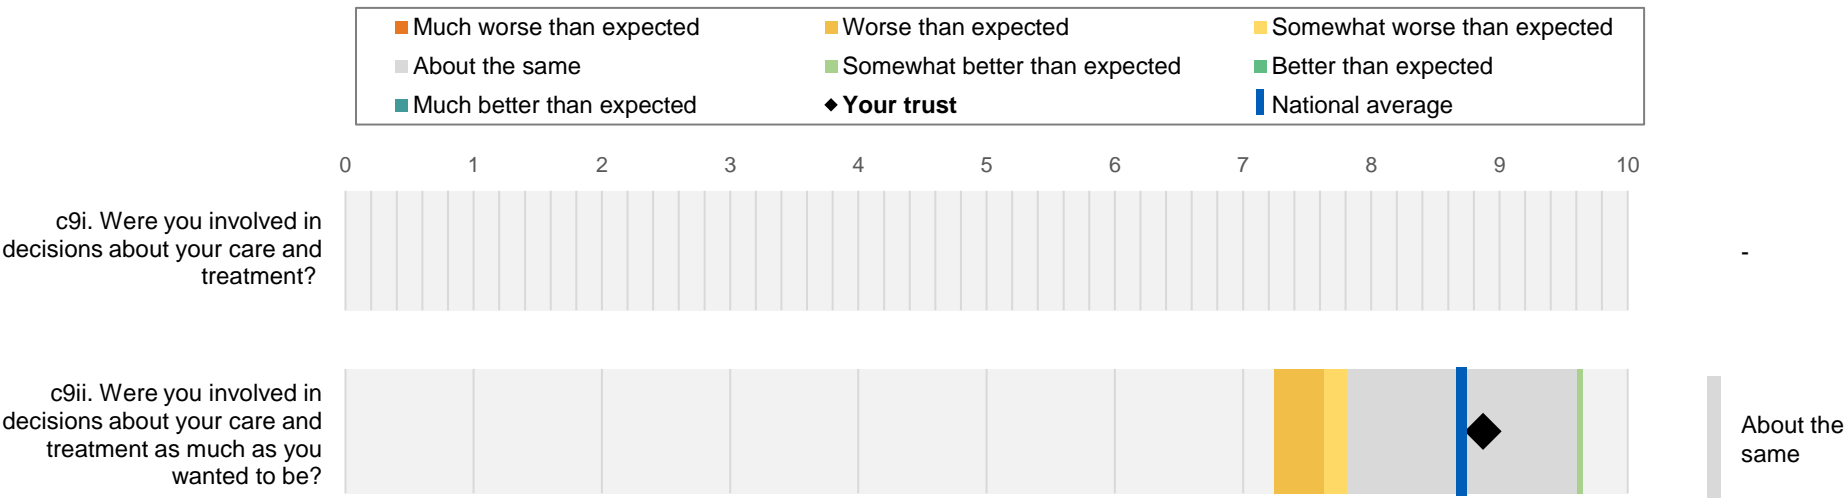 Much worse than expected
Worse than expected
Somewhat worse than expected
About the same
Somewhat better than expected
Better than expected
Much better than expected
Your trust
National average
0 1 2 3 4 5 6 7 8 9 10
c9i. Were you involved in
decisions about your care and
treatment?
-
c9ii. Were you involved in
decisions about your care and
treatment as much as you
wanted to be?
About the
same